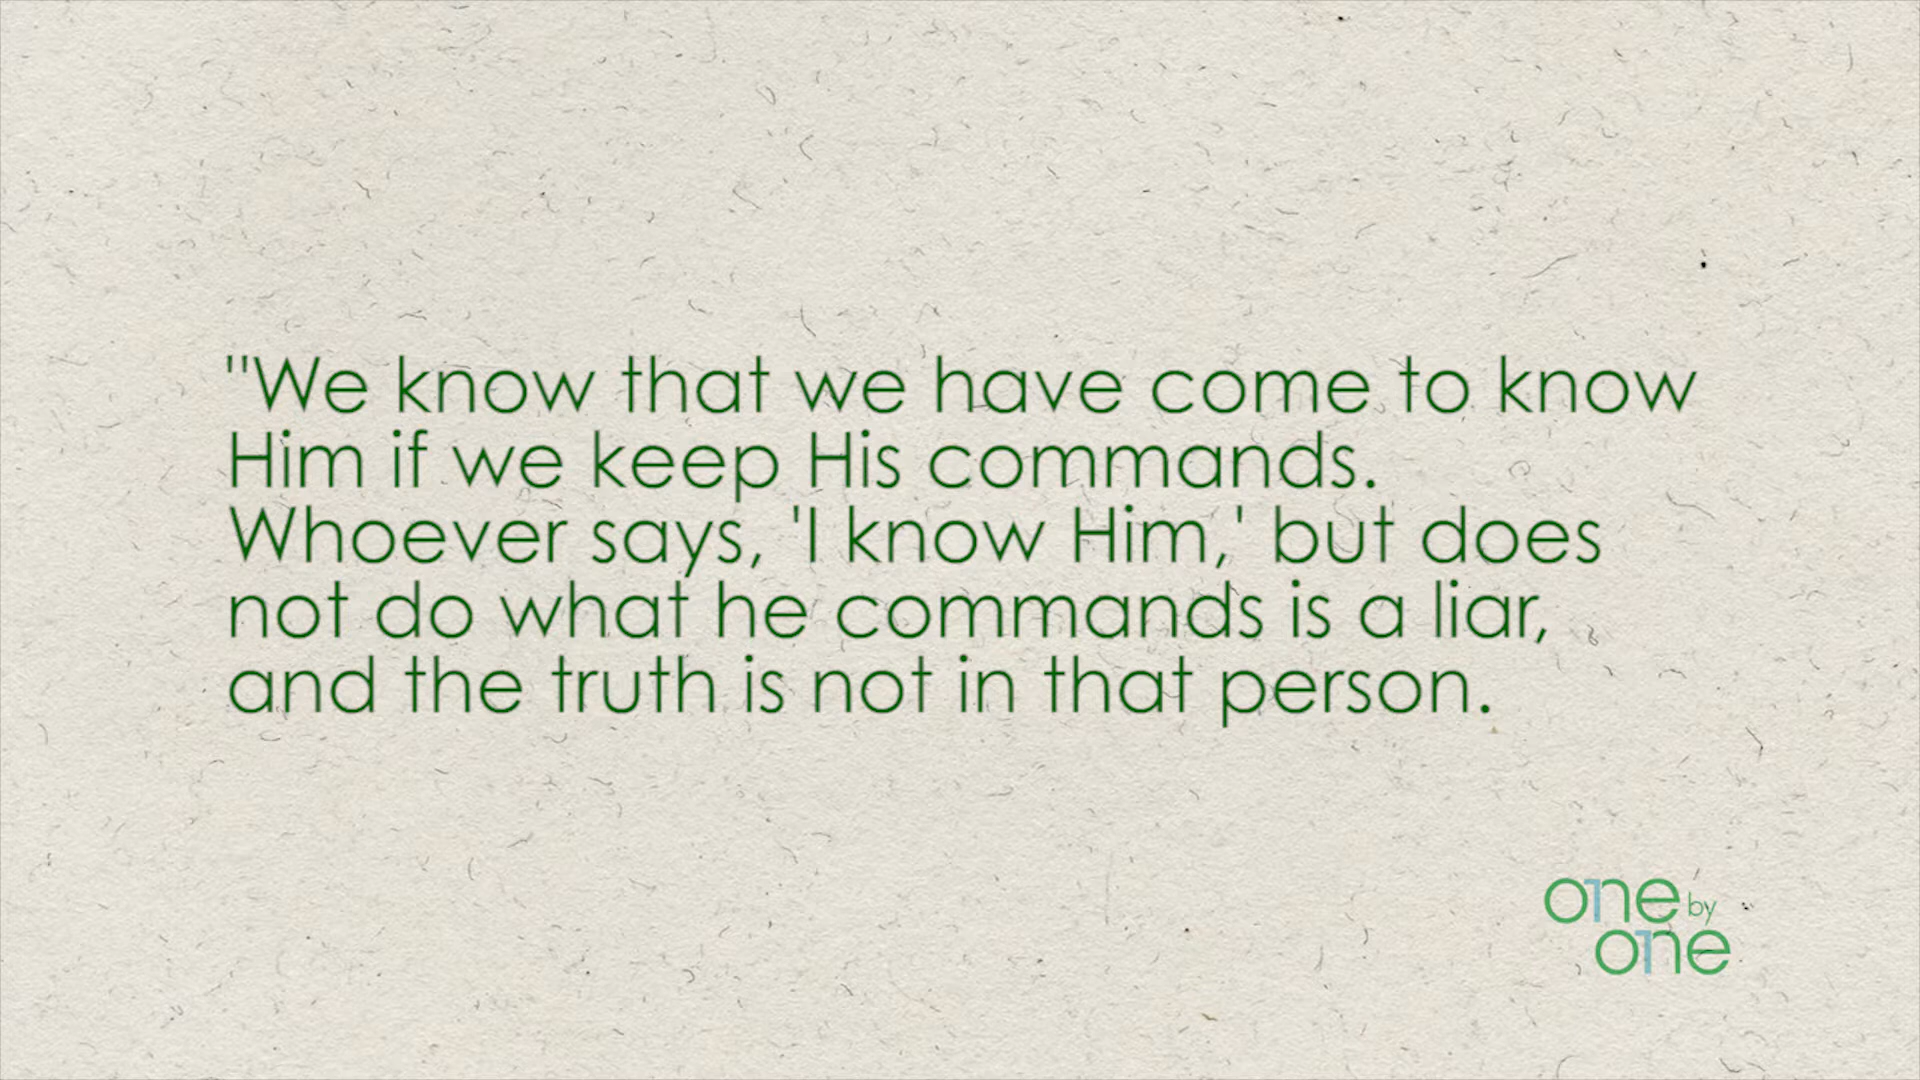 "We know that we have come to know
Him if we keep His commands.
Whoever says, 'I know Him,' but does
not do what he commands is a liar,
and the truth is not in that person.
one by
one